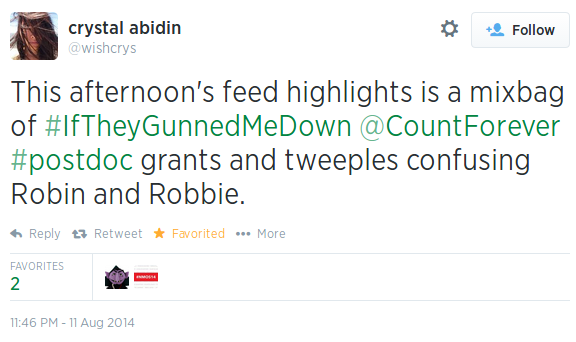 crystal abidin
@wishcrys
Follow
This afternoon's feed highlights is a mixbag
of #IfTheyGunnedMeDown @CountForever
#postdoc grants and tweeples confusing
Robin and Robbie.
Reply Retweet Favorited More
FAVORITES
2
11:46 PM - 11 Aug 2014